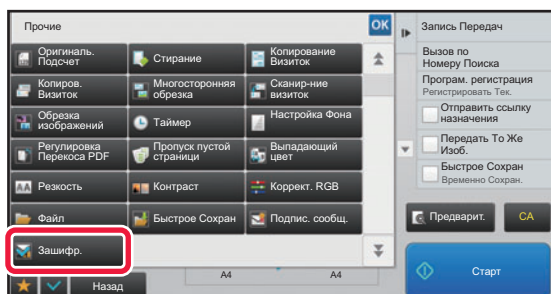 Прочие
OK
Оригиналь.
Подсчет
Стирание
Копирование
Визиток
Копиров.
Визиток
Многосторонняя
обрезка
Сканир-ние
визиток
Обрезка
изображений
Таймер
Настройка Фона
Регулировка
Перекоса PDF
Пропуск пустой
страници
Выпадающий
цвет
Резкость
Контраст
Коррект. RGB
Файл
Быстрое Сохран
Подпис. сообщ.
Зашифр.
Назад
A4
A4
Запись Передач
Вызов по
Номеру Поиска
Програм. регистрация
Регистрировать Тек.
Отправить ссылку
назначения
Передать То Же
Изоб.
Быстрое Сохран
Временно Сохран.
Предварит.
CA
Старт